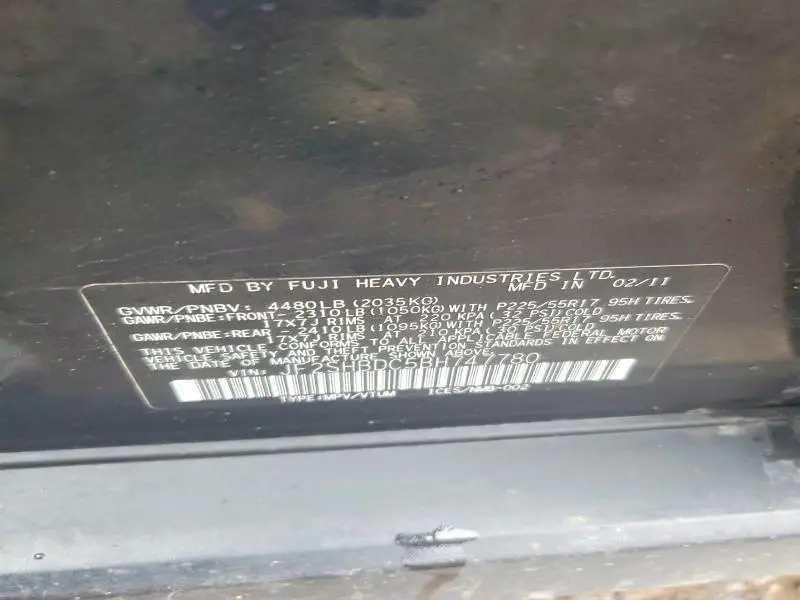 MFD BY FUJI HEAVY INDUSTRIES LTD.
MFD IN 02/11
GVWR/PNBV: 4480LB (2035KG)
GAWR/PNBE:FRONT- 2310LB (1050KG) WITH P225/55R17 95H TIRES,
17X7J RIMS AT 220 KPA (32 PSI) COLD
GAWR/PNBE:REAR - 2410LB (1095KG) WITH P225/55R17 95H TIRES,
17X7J RIMS AT 210 KPA (30 PSI) COLD
THIS VEHICLE CONFORMS TO ALL APPLICABLE FEDERAL MOTOR
VEHICLE SAFETY AND THEFT PREVENTION STANDARDS IN EFFECT ON
THE DATE OF MANUFACTURE SHOWN ABOVE.
VIN: JF2SHBDC5BH747780
TYPE:MPV/VTUM ICES/NMB-002